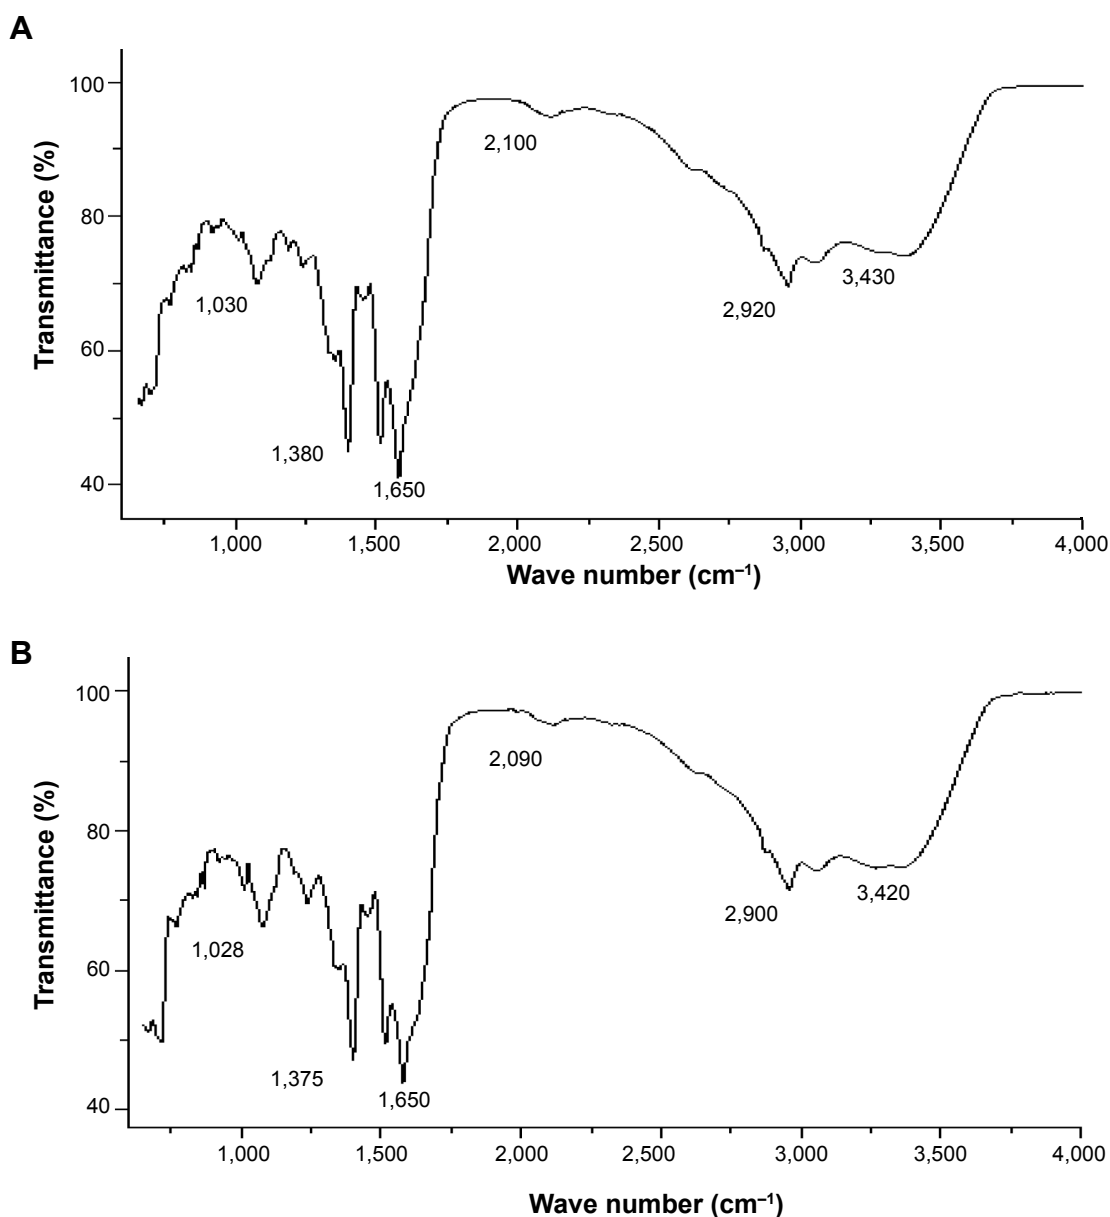 A
Transmittance (%)
100
80
60
40
2,100
1,030
3,430
2,920
1,380
1,650
1,000 1,500 2,000 2,500 3,000 3,500 4,000
Wave number (cm⁻¹)
B
Transmittance (%)
100
80
60
40
2,090
3,420
2,900
1,028
1,375
1,650
1,000 1,500 2,000 2,500 3,000 3,500 4,000
Wave number (cm⁻¹)